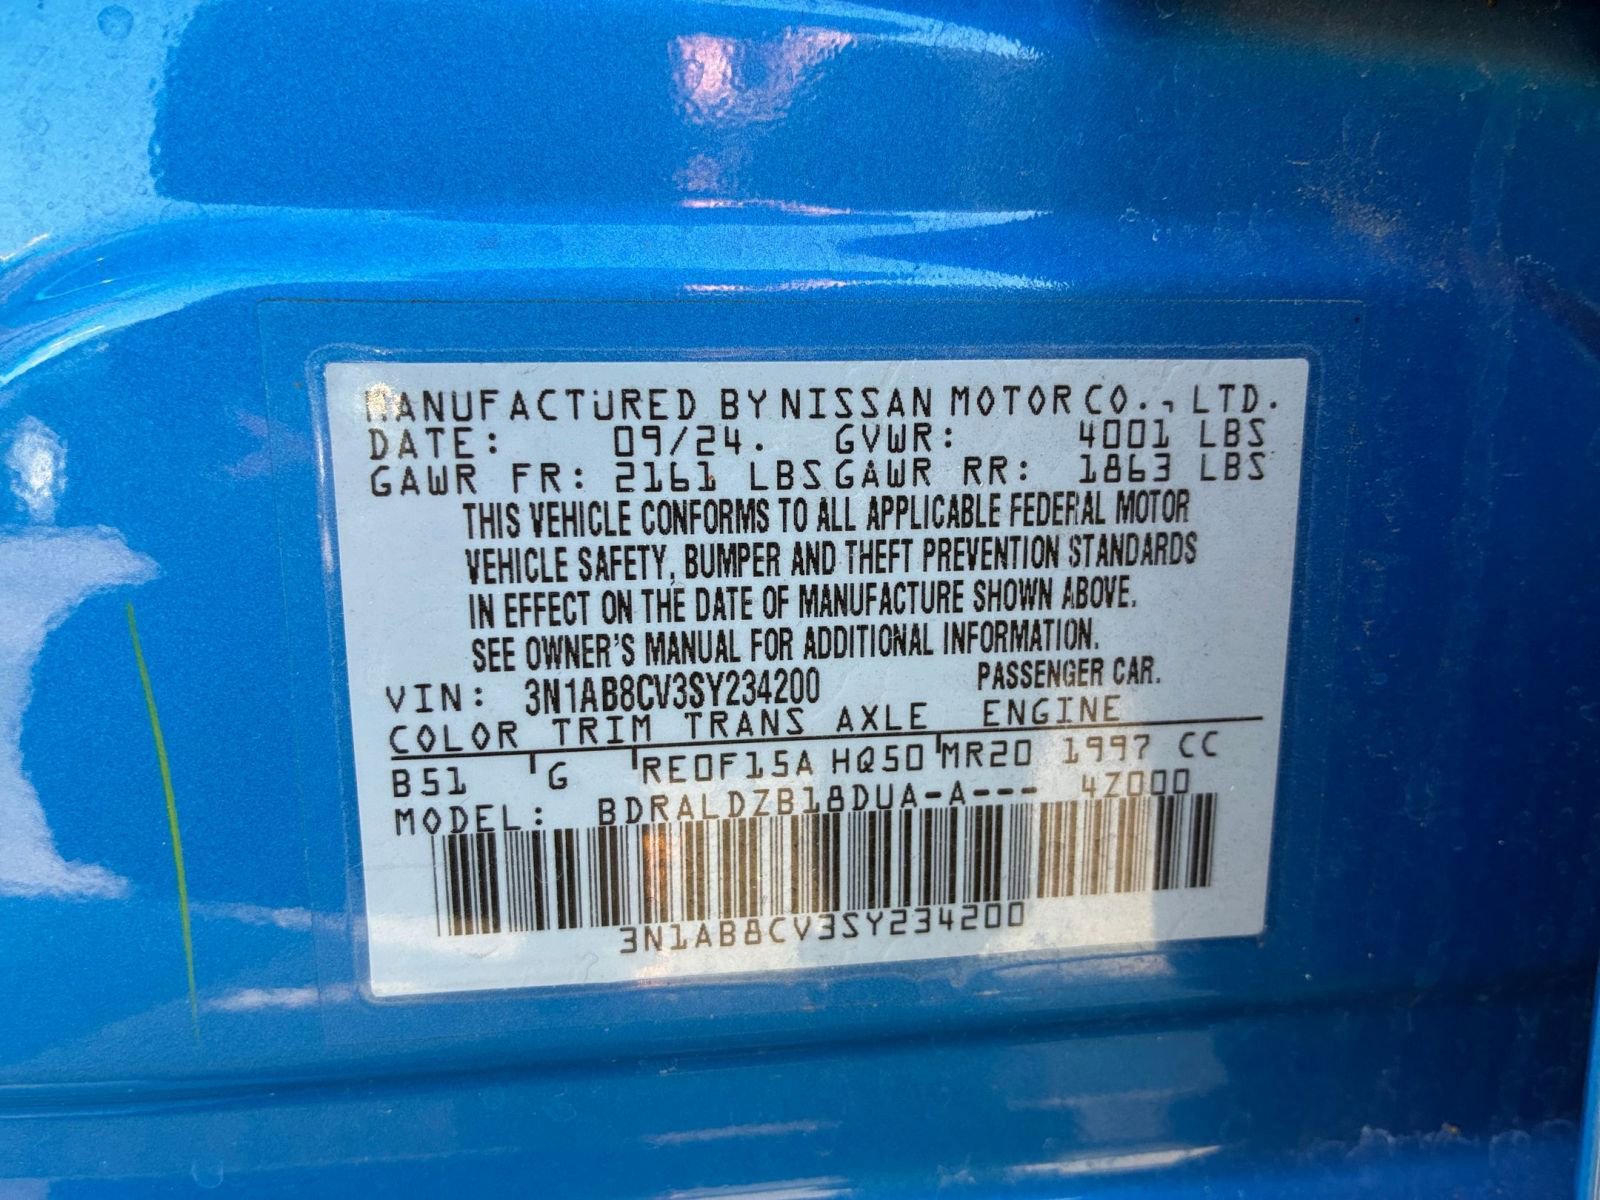 MANUFACTURED BY NISSAN MOTOR CO., LTD.
DATE: 09/24. GVWR: 4001 LBS
GAWR FR: 2161 LBS GAWR RR: 1863 LBS
THIS VEHICLE CONFORMS TO ALL APPLICABLE FEDERAL MOTOR
VEHICLE SAFETY, BUMPER AND THEFT PREVENTION STANDARDS
IN EFFECT ON THE DATE OF MANUFACTURE SHOWN ABOVE.
SEE OWNER'S MANUAL FOR ADDITIONAL INFORMATION.
VIN: 3N1AB8CV3SY234200 PASSENGER CAR.
COLOR TRIM TRANS AXLE ENGINE
B51 G RE0F15A HQ50 MR20 1997 CC
MODEL: BDRALDZB18DUA-A--- 4Z000
3N1AB8CV3SY234200